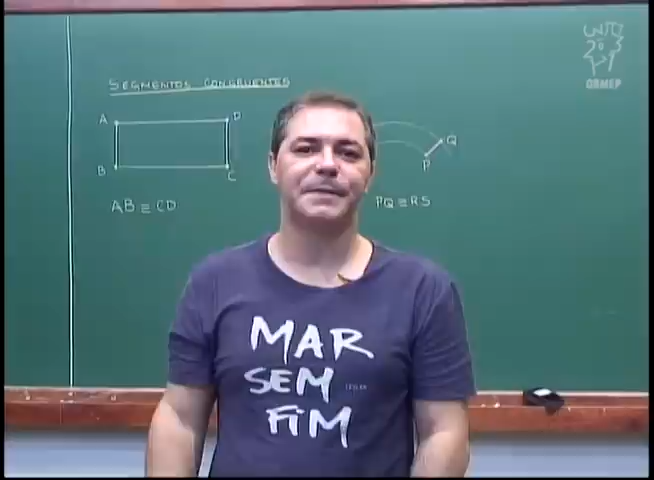 SEGMENTOS CONGRUENTES
A D
B C
AB ≅ CD
Q
P
PQ ≅ RS
MAR
SEM
FIM
OBMEP